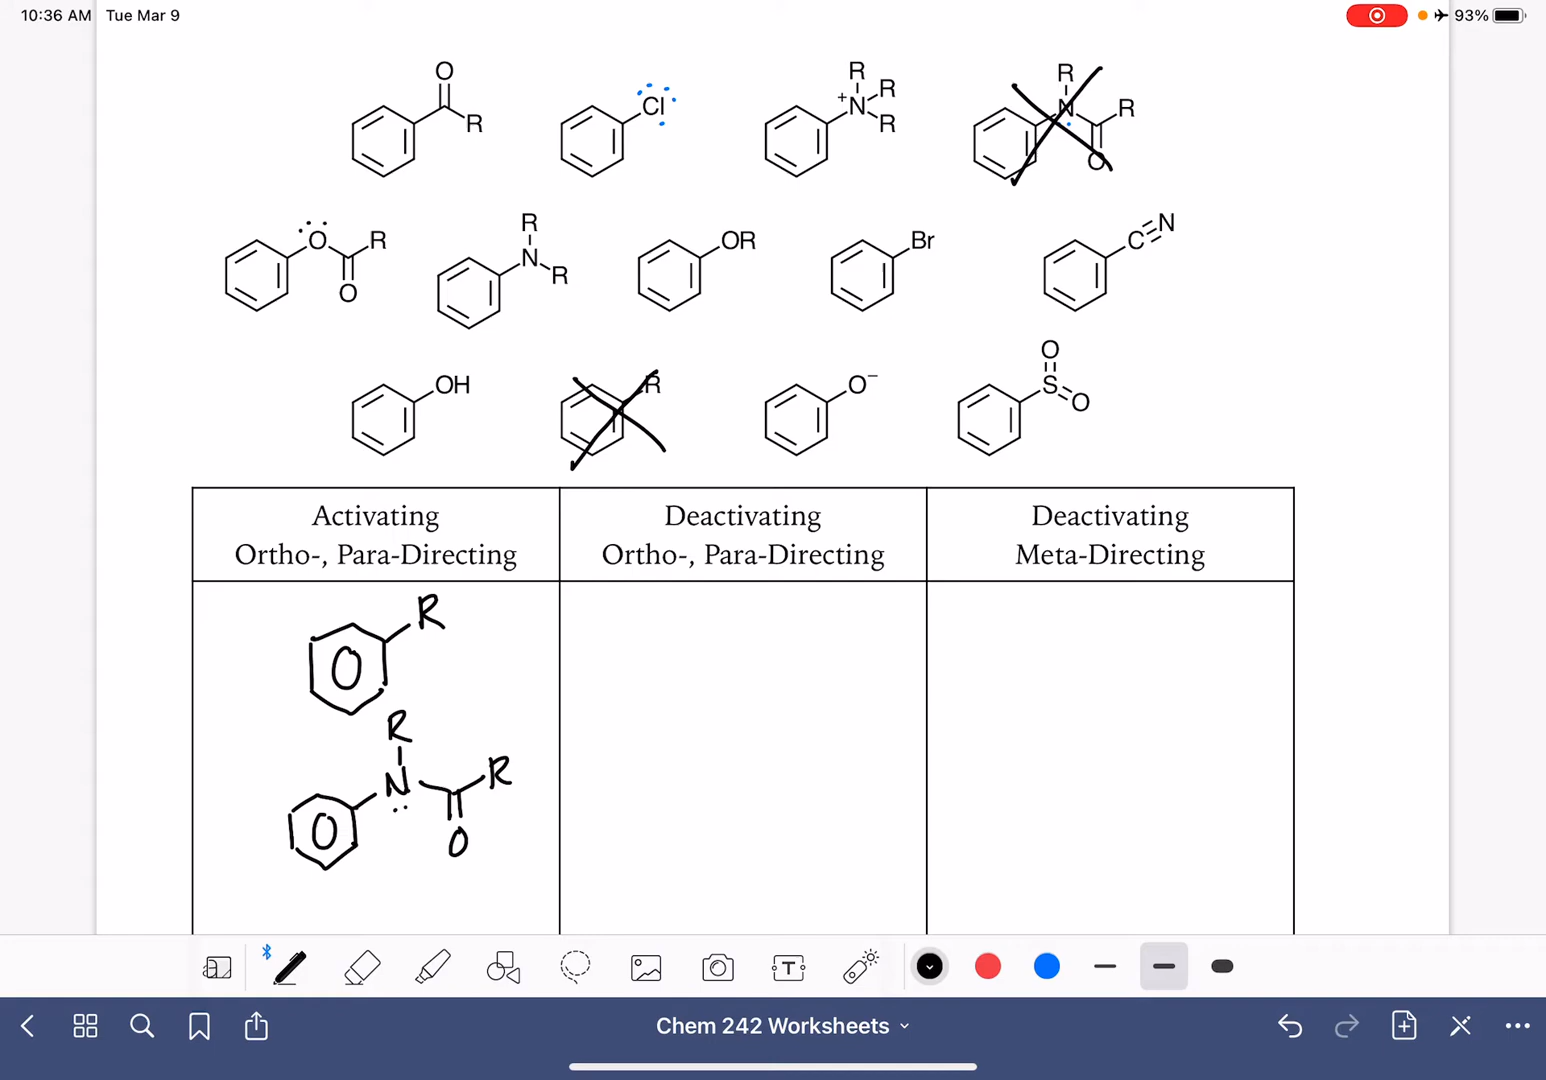 10:36 AM Tue Mar 9
93%
O
R
Cl
R
R
+
N
R
R
N
R
O
O
R
O
R
N
R
OR
Br
C
N
OH
R
O−
O
S
O
Activating
Ortho-, Para-Directing
Deactivating
Ortho-, Para-Directing
Deactivating
Meta-Directing
R
R
N
R
O
a
T
Chem 242 Worksheets